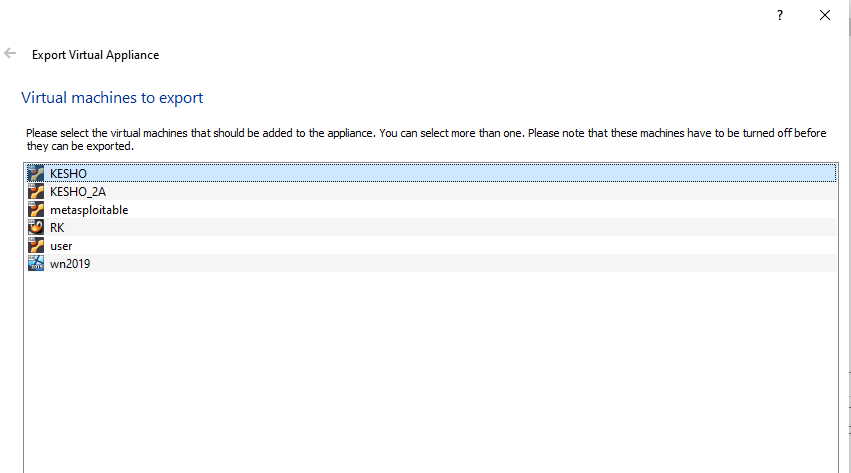 ?
Export Virtual Appliance
Virtual machines to export
Please select the virtual machines that should be added to the appliance. You can select more than one. Please note that these machines have to be turned off before
they can be exported.
KESHO
KESHO_2A
metasploitable
RK
user
wn2019